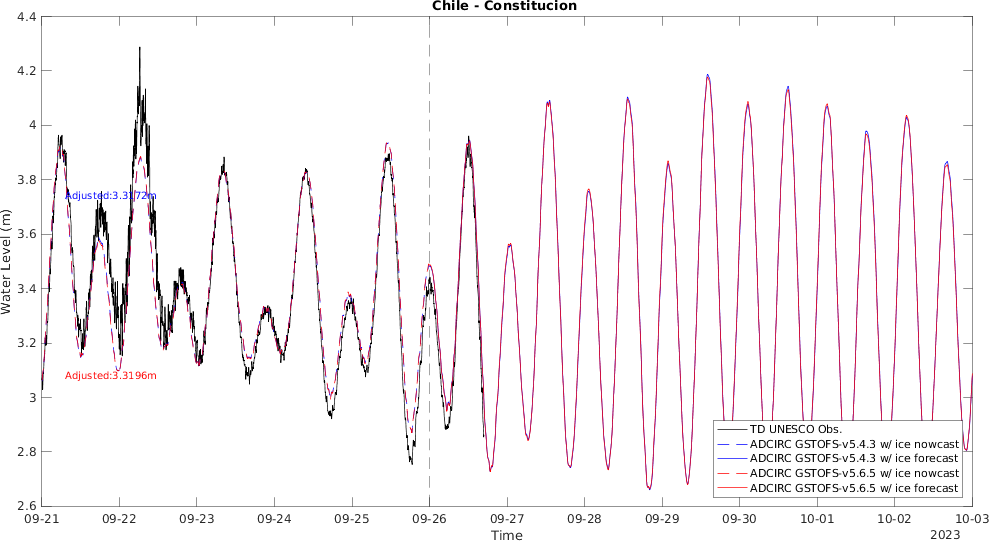 Chile - Constitucion
4.4
4.2
4
3.8
3.6
3.4
3.2
3
2.8
2.6
Water Level (m)
Adjusted:3.3172m
Adjusted:3.3196m
TD UNESCO Obs.
ADCIRC GSTOFS-v5.4.3 w/ ice nowcast
ADCIRC GSTOFS-v5.4.3 w/ ice forecast
ADCIRC GSTOFS-v5.6.5 w/ ice nowcast
ADCIRC GSTOFS-v5.6.5 w/ ice forecast
09-21 09-22 09-23 09-24 09-25 09-26 09-27 09-28 09-29 09-30 10-01 10-02 10-03
Time
2023